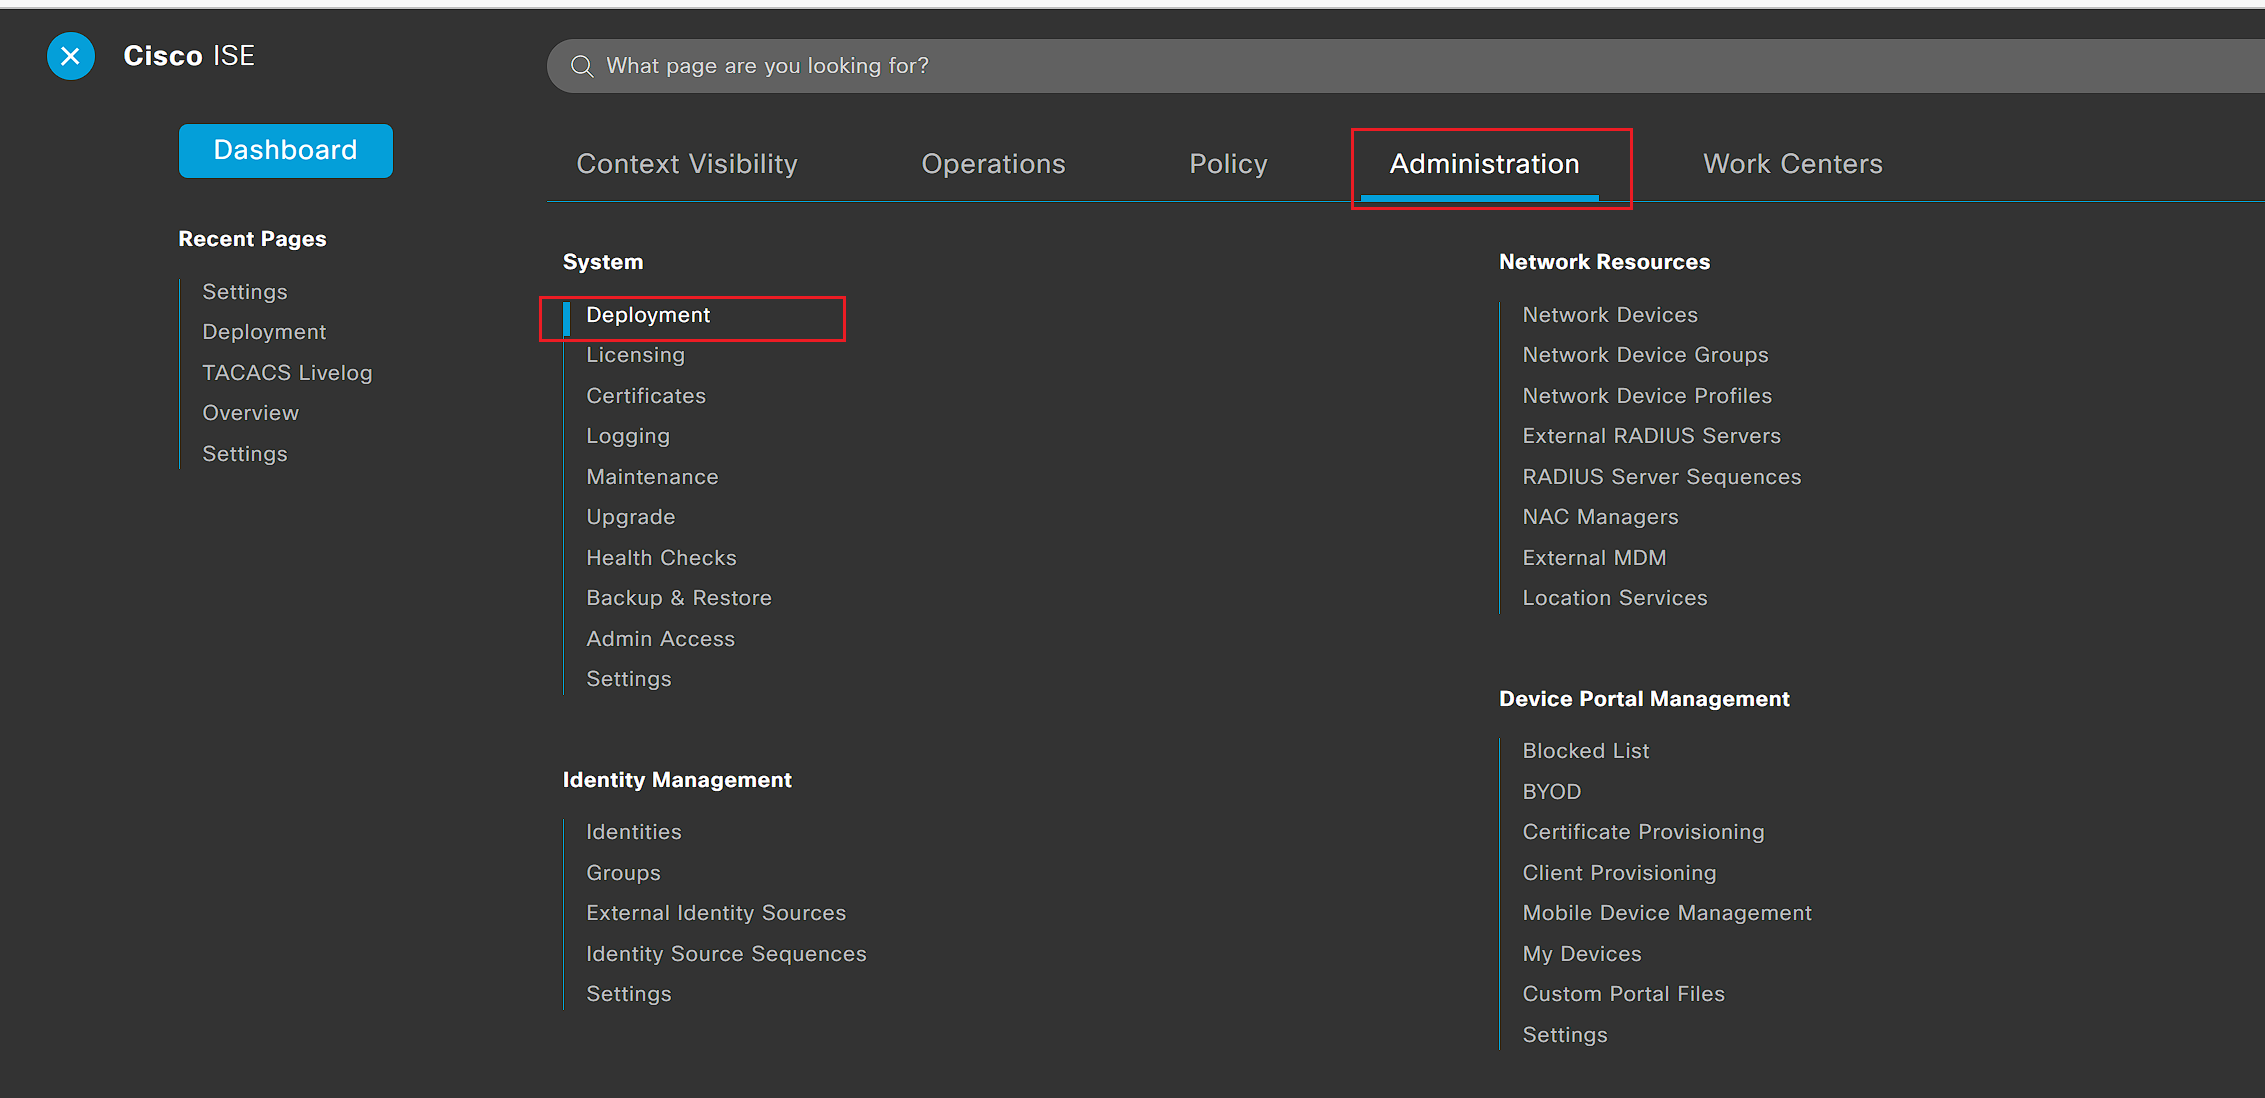 Cisco ISE
What page are you looking for?
Dashboard
Context Visibility
Operations
Policy
Administration
Work Centers
Recent Pages
Settings
Deployment
TACACS Livelog
Overview
Settings
System
Deployment
Licensing
Certificates
Logging
Maintenance
Upgrade
Health Checks
Backup & Restore
Admin Access
Settings
Identity Management
Identities
Groups
External Identity Sources
Identity Source Sequences
Settings
Network Resources
Network Devices
Network Device Groups
Network Device Profiles
External RADIUS Servers
RADIUS Server Sequences
NAC Managers
External MDM
Location Services
Device Portal Management
Blocked List
BYOD
Certificate Provisioning
Client Provisioning
Mobile Device Management
My Devices
Custom Portal Files
Settings